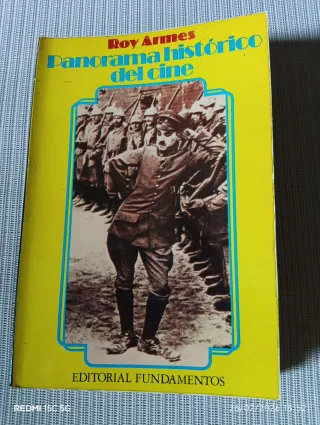 Roy Armes
Panorama histórico
del cine
EDITORIAL FUNDAMENTOS
REDMI 15C 5G